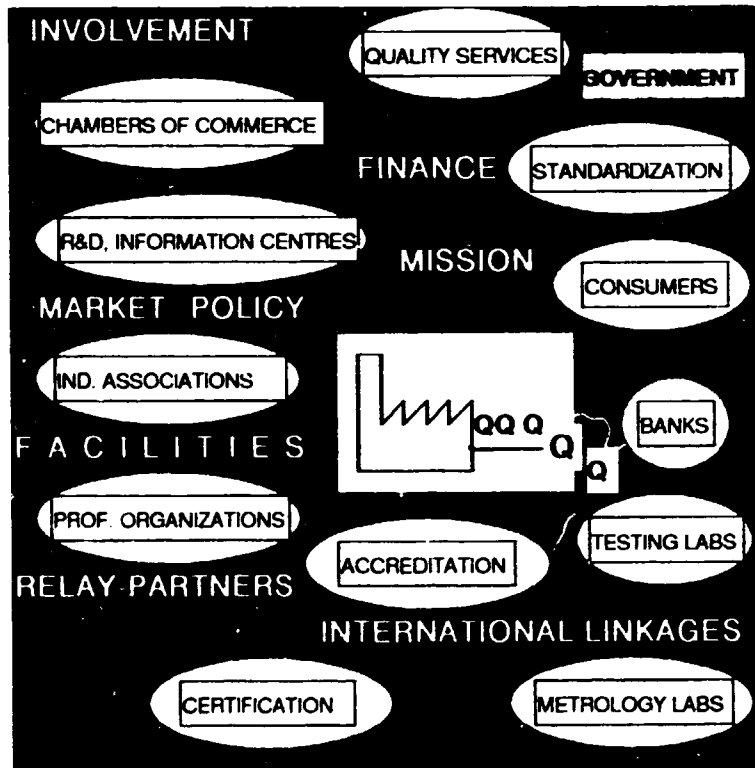 INVOLVEMENT
QUALITY SERVICES
GOVERNMENT
CHAMBERS OF COMMERCE
FINANCE
STANDARDIZATION
R&D, INFORMATION CENTRES
MISSION
CONSUMERS
MARKET POLICY
IND. ASSOCIATIONS
QQ Q
Q
Q
BANKS
FACILITIES
PROF. ORGANIZATIONS
TESTING LABS
ACCREDITATION
RELAY PARTNERS
INTERNATIONAL LINKAGES
CERTIFICATION
METROLOGY LABS